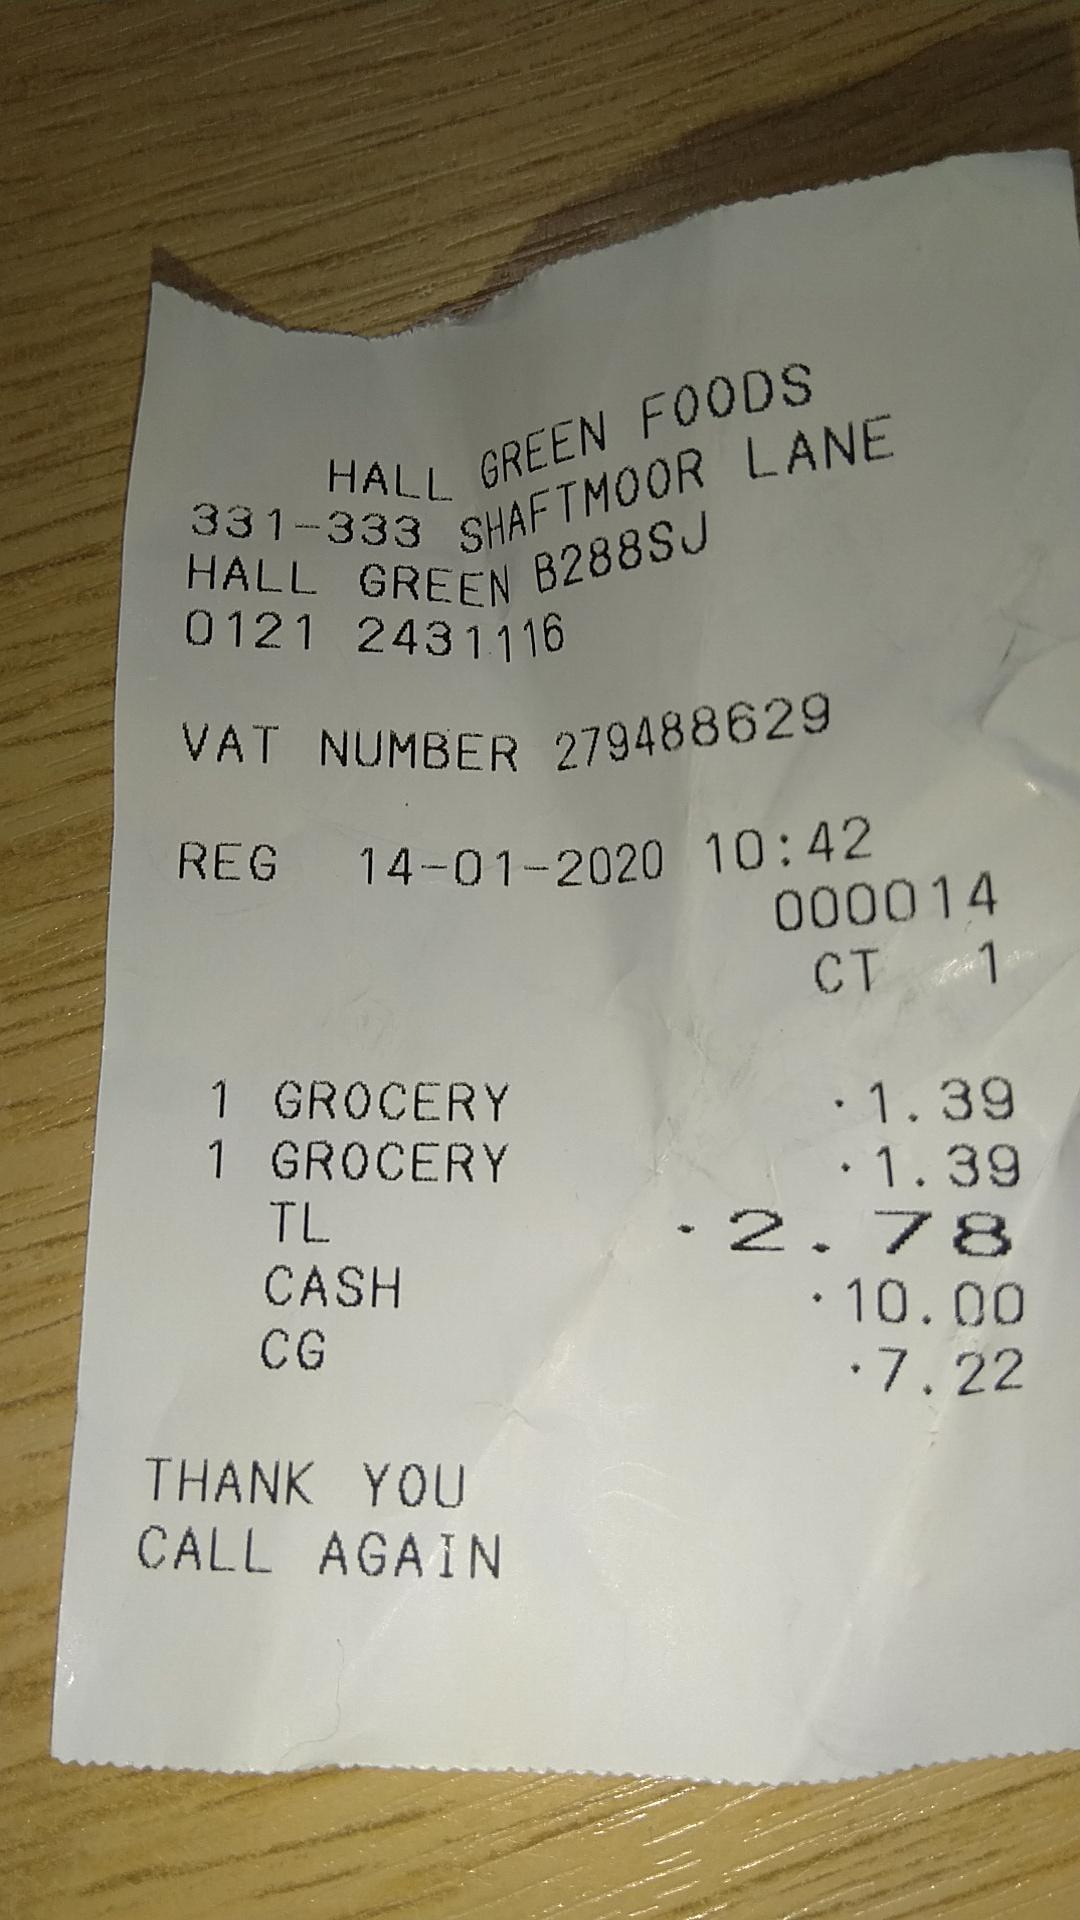 HALL GREEN FOODS
331-333 SHAFTMOOR LANE
HALL GREEN B288SJ
0121 2431116
VAT NUMBER 279488629
REG 14-01-2020 10:42
000014
CT 1
1 GROCERY ·1.39
1 GROCERY ·1.39
TL ·2.78
CASH ·10.00
CG ·7.22
THANK YOU
CALL AGAIN